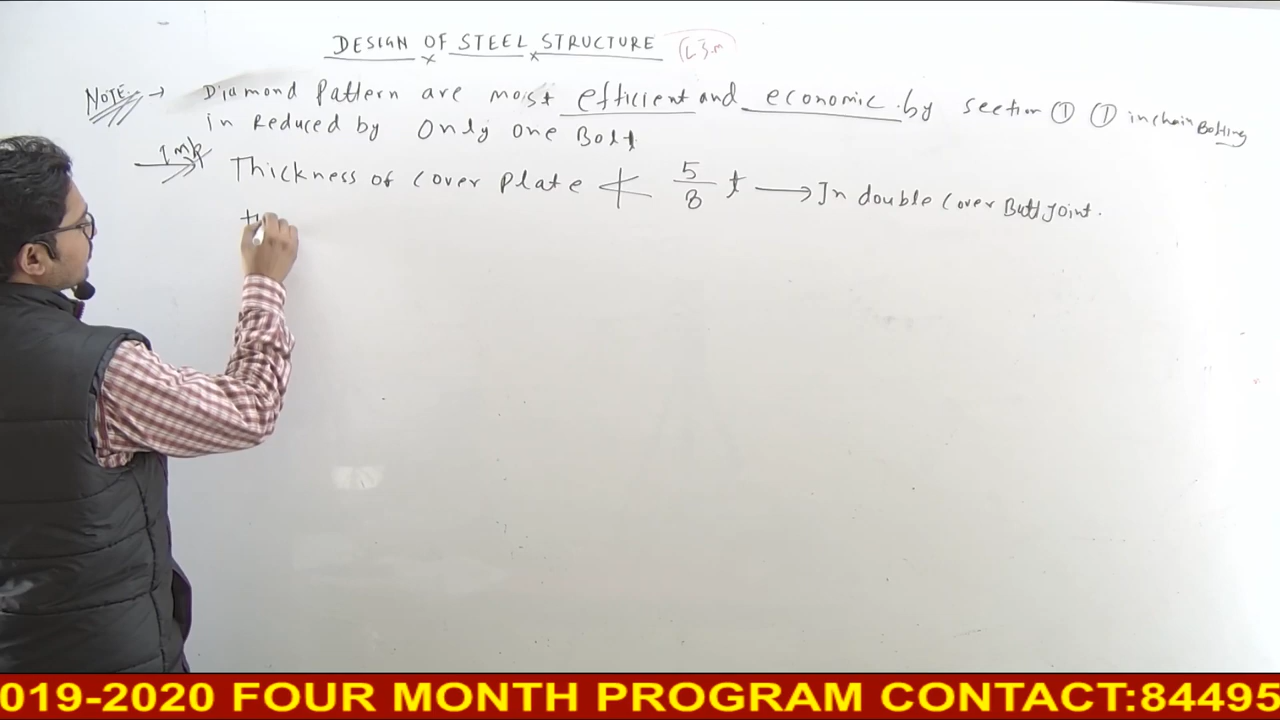 DESIGN OF STEEL STRUCTURE
NOTE → Diamond Pattern are most efficient and economic by section ① ① in chain Bolting
in Reduced by Only one Bolt
Thickness of Cover Plate ≮ 5/8 t → In double Cover Butt Joint.
019-2020 FOUR MONTH PROGRAM CONTACT:84495